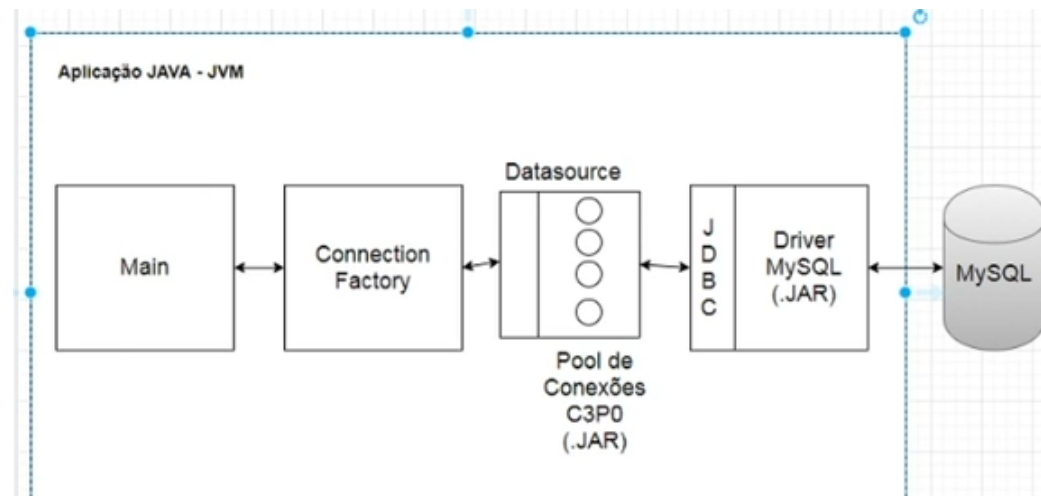 Aplicação JAVA - JVM
Datasource
Main
Connection
Factory
J
D
B
C
Driver
MySQL
(.JAR)
MySQL
Pool de
Conexões
C3P0
(.JAR)